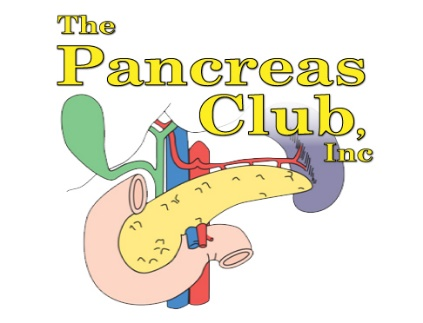 The
Pancreas
Club,
Inc